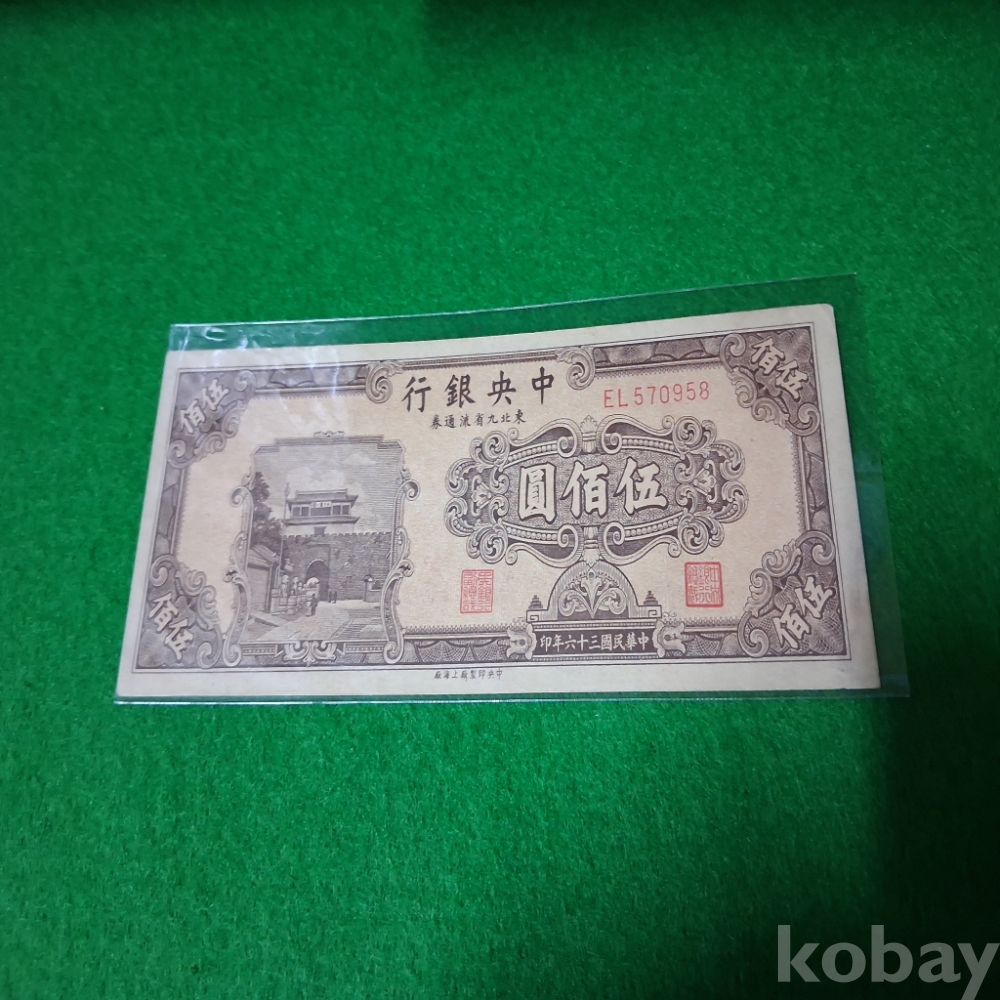 中央銀行
EL570958
東北九省流通券
伍佰圓
伍佰
伍佰
伍佰
伍佰
中華民國三十六年印
中央印製廠上海廠
kobay